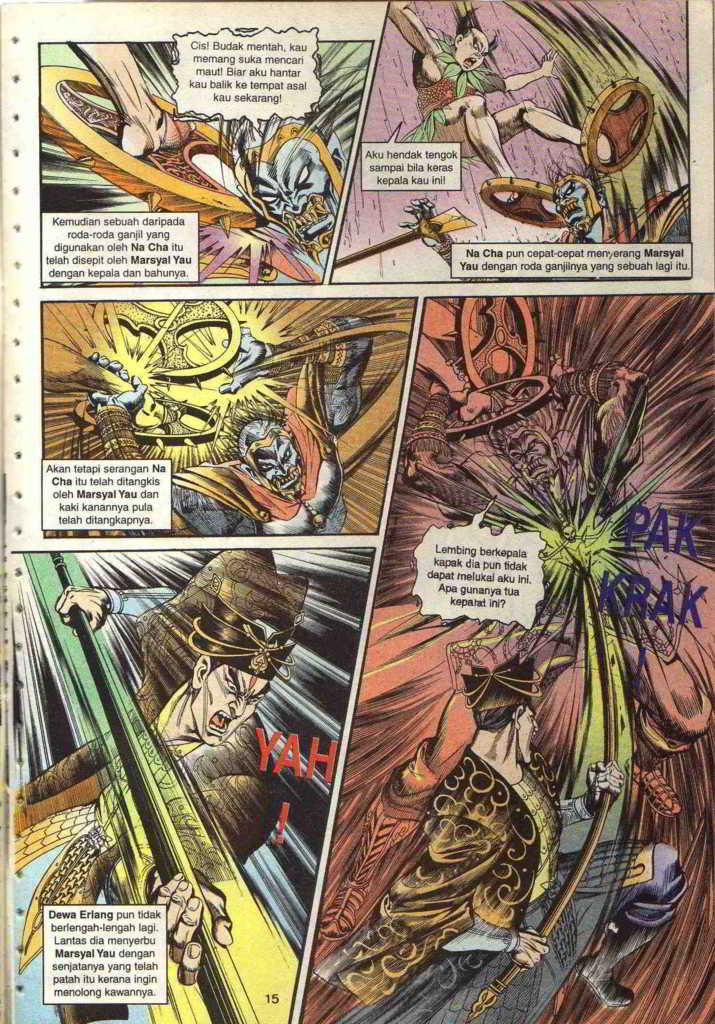 Cis! Budak mentah, kau
memang suka mencari
maut! Biar aku hantar
kau balik ke tempat asal
kau sekarang!
Kemudian sebuah daripada
roda-roda ganjil yang
digunakan oleh Na Cha itu
telah disepit oleh Marsyal Yau
dengan kepala dan bahunya.
Aku hendak tengok
sampai bila keras
kepala kau ini!
Na Cha pun cepat-cepat menyerang Marsyal
Yau dengan roda ganjilnya yang sebuah lagi itu.
Akan tetapi serangan Na
Cha itu telah ditangkis
oleh Marsyal Yau dan
kaki kanannya pula
telah ditangkapnya.
Lembing berkepala
kapak dia pun tidak
dapat melukai aku ini.
Apa gunanya tua
keparat ini?
PAK
KRAK
!
YAH
!
Dewa Erlang pun tidak
berlengah-lengah lagi.
Lantas dia menyerbu
Marsyal Yau dengan
senjatanya yang telah
patah itu kerana ingin
menolong kawannya.
15